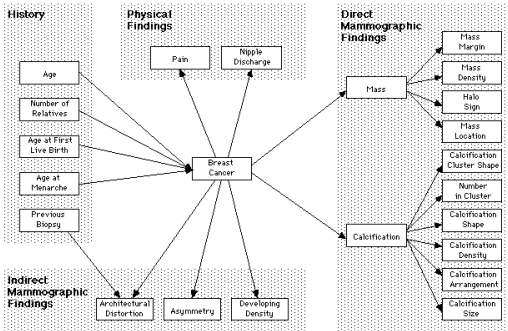 History
Age
Number of
Relatives
Age at First
Live Birth
Age at
Menarche
Previous
Biopsy
Physical
Findings
Pain
Nipple
Discharge
Breast
Cancer
Direct
Mammographic
Findings
Mass
Mass
Margin
Mass
Density
Halo
Sign
Mass
Location
Calcification
Calcification
Cluster Shape
Number
in Cluster
Calcification
Shape
Calcification
Density
Calcification
Arrangement
Calcification
Size
Indirect
Mammographic
Findings
Architectural
Distortion
Asymmetry
Developing
Density